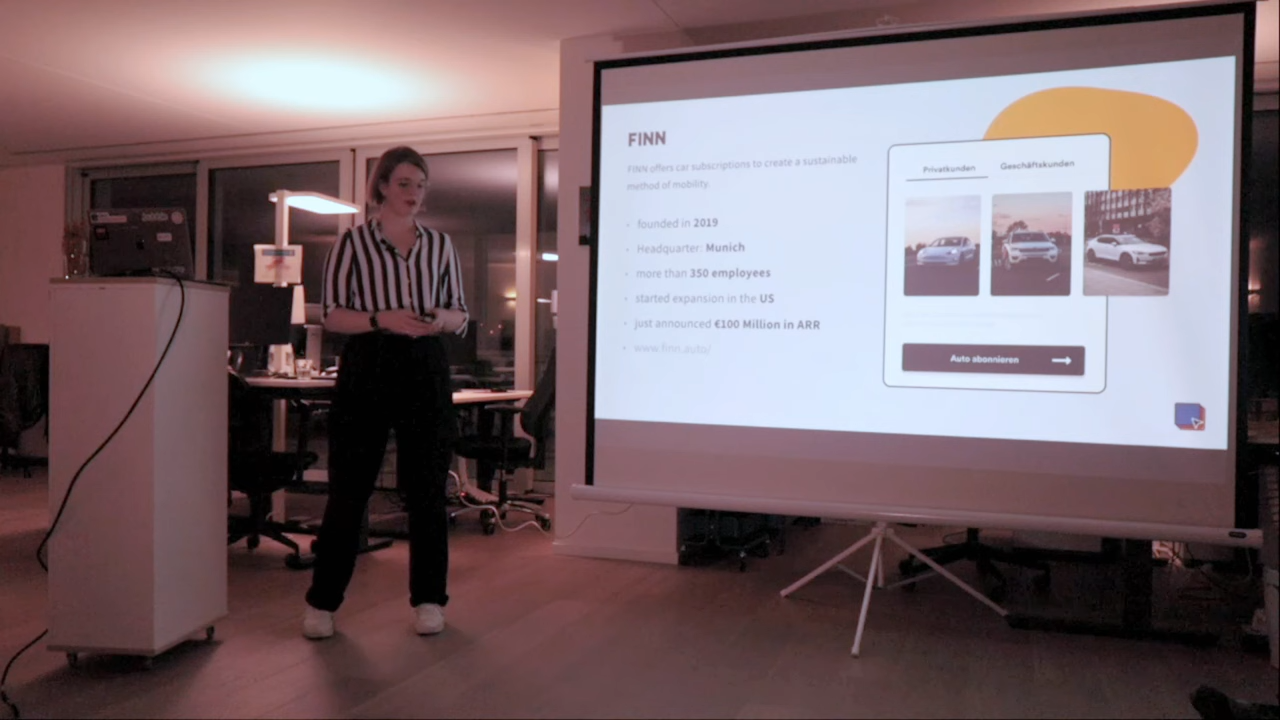 FINN
FINN offers car subscriptions to create a sustainable
method of mobility.
• founded in 2019
• Headquarter: Munich
• more than 350 employees
• started expansion in the US
• just announced €100 Million in ARR
• www.finn.auto/
Privatkunden Geschäftskunden
Auto abonnieren →